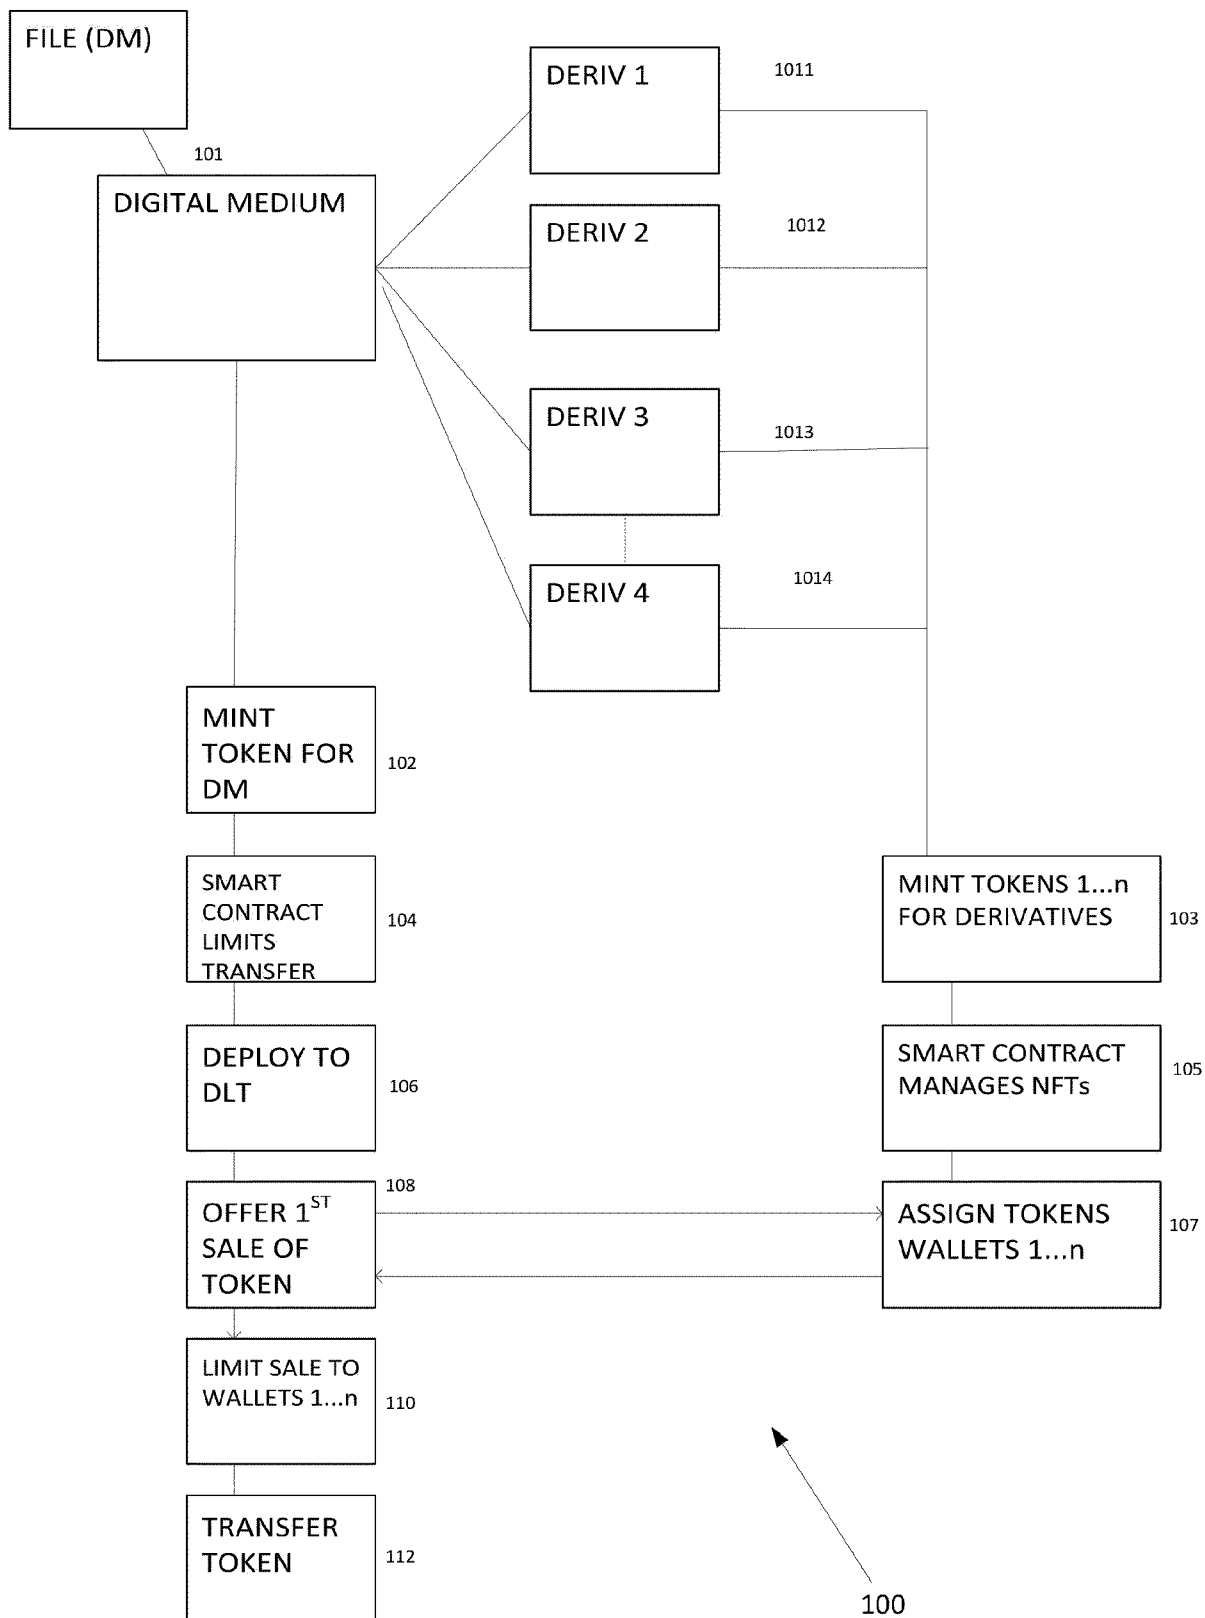 FILE (DM)
101
DIGITAL MEDIUM
DERIV 1
1011
DERIV 2
1012
DERIV 3
1013
DERIV 4
1014
MINT
TOKEN FOR
DM
102
SMART
CONTRACT
LIMITS
TRANSFER
104
MINT TOKENS 1...n
FOR DERIVATIVES
103
DEPLOY TO
DLT
106
SMART CONTRACT
MANAGES NFTs
105
OFFER 1ST
SALE OF
TOKEN
108
ASSIGN TOKENS
WALLETS 1...n
107
LIMIT SALE TO
WALLETS 1...n
110
TRANSFER
TOKEN
112
100